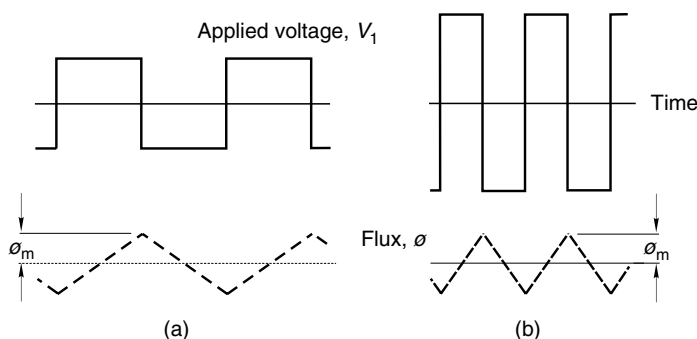 Applied voltage, V₁
Time
øₘ
Flux, ø
øₘ
(a)
(b)